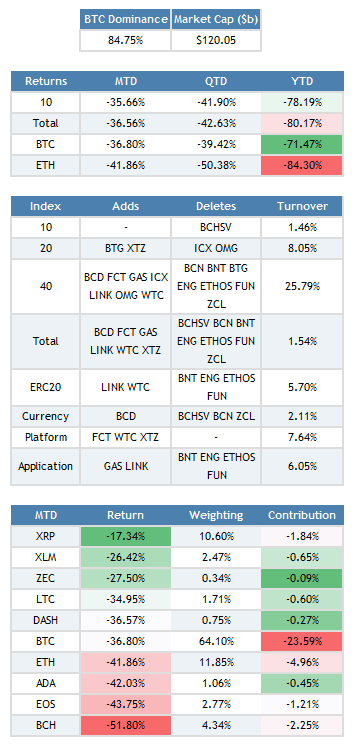 BTC Dominance Market Cap ($b)
84.75% $120.05
Returns MTD QTD YTD
10 -35.66% -41.90% -78.19%
Total -36.56% -42.63% -80.17%
BTC -36.80% -39.42% -71.47%
ETH -41.86% -50.38% -84.30%
Index Adds Deletes Turnover
10 - BCHSV 1.46%
20 BTG XTZ ICX OMG 8.05%
40 BCD FCT GAS ICX
LINK OMG WTC BCN BNT BTG
ENG ETHOS FUN
ZCL 25.79%
Total BCD FCT GAS
LINK WTC XTZ BCHSV BCN BNT
ENG ETHOS FUN
ZCL 1.54%
ERC20 LINK WTC BNT ENG ETHOS
FUN 5.70%
Currency BCD BCHSV BCN ZCL 2.11%
Platform FCT WTC XTZ - 7.64%
Application GAS LINK BNT ENG ETHOS
FUN 6.05%
MTD Return Weighting Contribution
XRP -17.34% 10.60% -1.84%
XLM -26.42% 2.47% -0.65%
ZEC -27.50% 0.34% -0.09%
LTC -34.95% 1.71% -0.60%
DASH -36.57% 0.75% -0.27%
BTC -36.80% 64.10% -23.59%
ETH -41.86% 11.85% -4.96%
ADA -42.03% 1.06% -0.45%
EOS -43.75% 2.77% -1.21%
BCH -51.80% 4.34% -2.25%